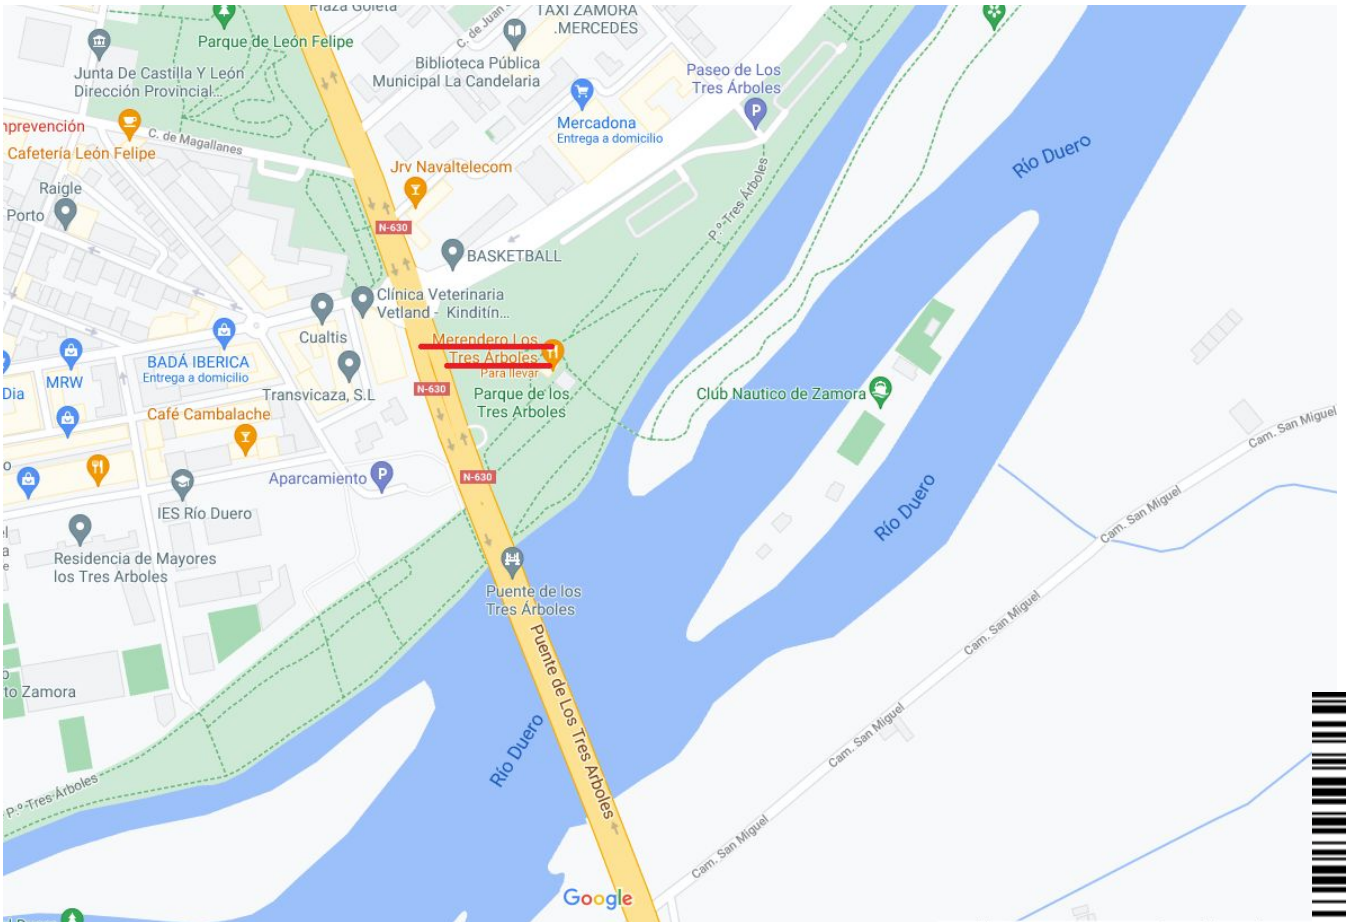 Plaza Goleta
C. de Juan S
TAXI ZAMORA
.MERCEDES
Parque de León Felipe
Biblioteca Pública
Municipal La Candelaria
Junta De Castilla Y León
Dirección Provincial...
Paseo de Los
Tres Árboles
P
Mercadona
Entrega a domicilio
nprevención
Cafetería León Felipe
C. de Magallanes
Jrv Navaltelecom
Raigle
Porto
N-630
BASKETBALL
P.º Tres Árboles
Río Duero
Clínica Veterinaria
Vetland - Kinditín...
Cualtis
Merendero Los
Tres Árboles
Para llevar
BADÁ IBERICA
Entrega a domicilio
MRW
Dia
Transvicaza, S.L
N-630
Parque de los
Tres Arboles
Club Nautico de Zamora
Café Cambalache
Cam. San Miguel
Aparcamiento
P
N-630
IES Río Duero
Río Duero
Cam. San Miguel
Residencia de Mayores
los Tres Arboles
Puente de los
Tres Árboles
Cam. San Miguel
Puente de Los Tres Arboles
to Zamora
Río Duero
Cam. San Miguel
P.º Tres Árboles
Cam. San Miguel
Google